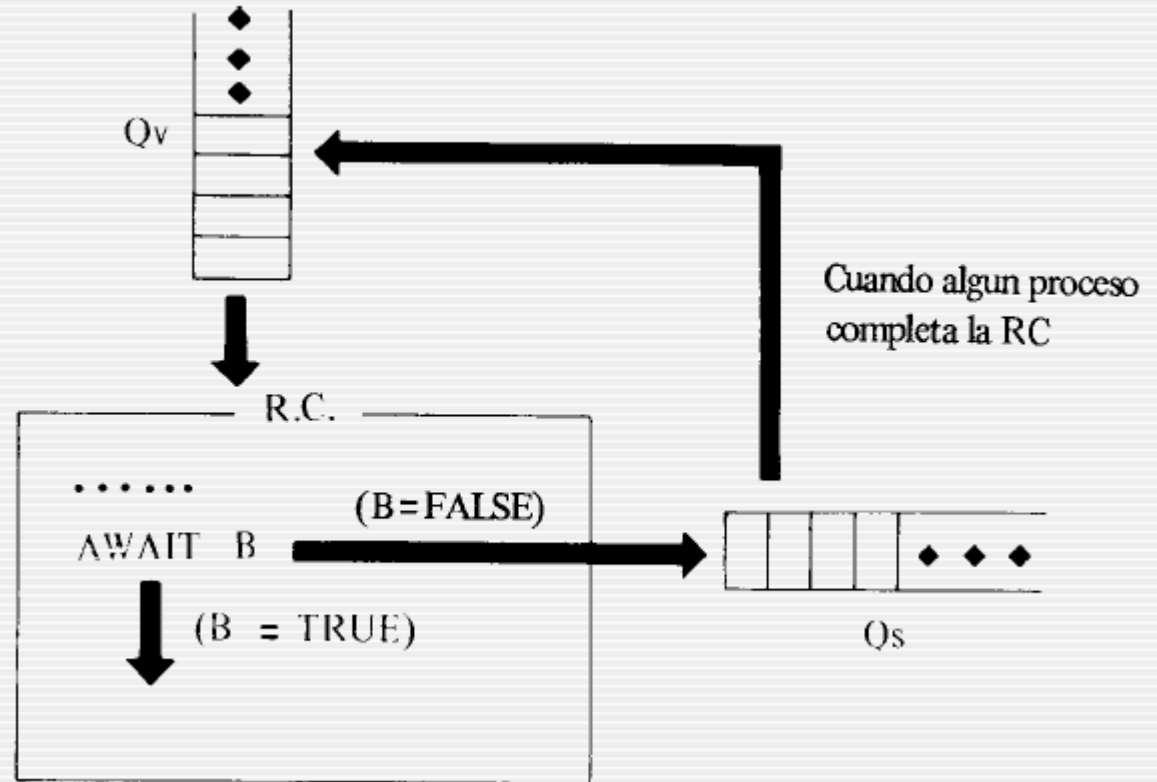 Qv
Cuando algun proceso
completa la RC
R.C.
......
(B=FALSE)
AWAIT B
(B = TRUE)
Qs